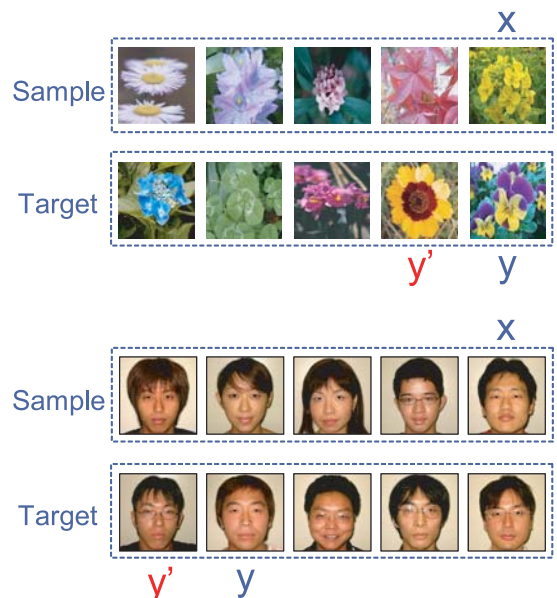 x
Sample
Target
y’ y
x
Sample
Target
y’ y